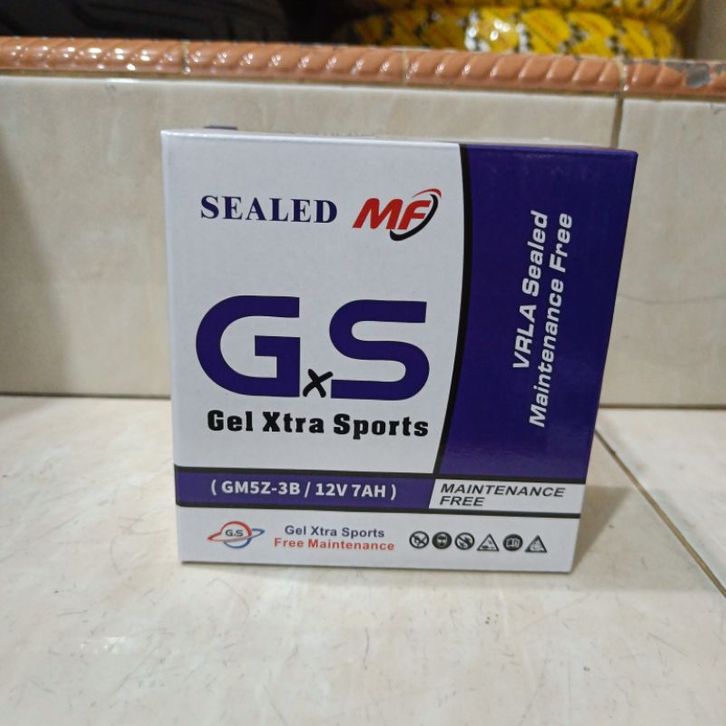 SEALED MF
GxS
Gel Xtra Sports
( GM5Z-3B / 12V 7AH )
MAINTENANCE
FREE
VRLA Sealed
Maintenance Free
G.S
Gel Xtra Sports
Free Maintenance